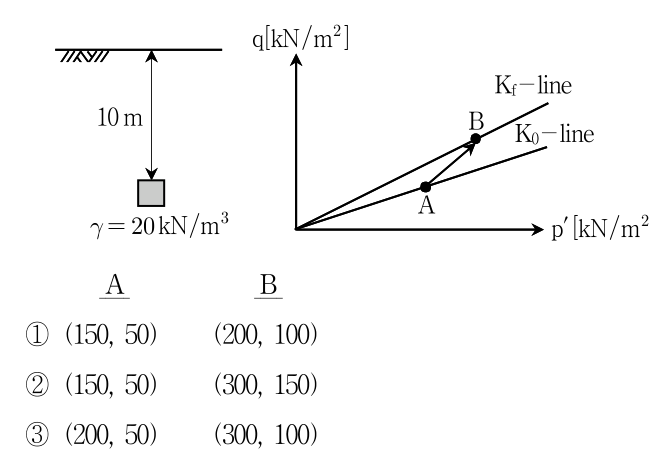 q[kN/m²]
K_f-line
10 m
B
K₀-line
A
γ = 20 kN/m³
p′ [kN/m²
A B
① (150, 50) (200, 100)
② (150, 50) (300, 150)
③ (200, 50) (300, 100)